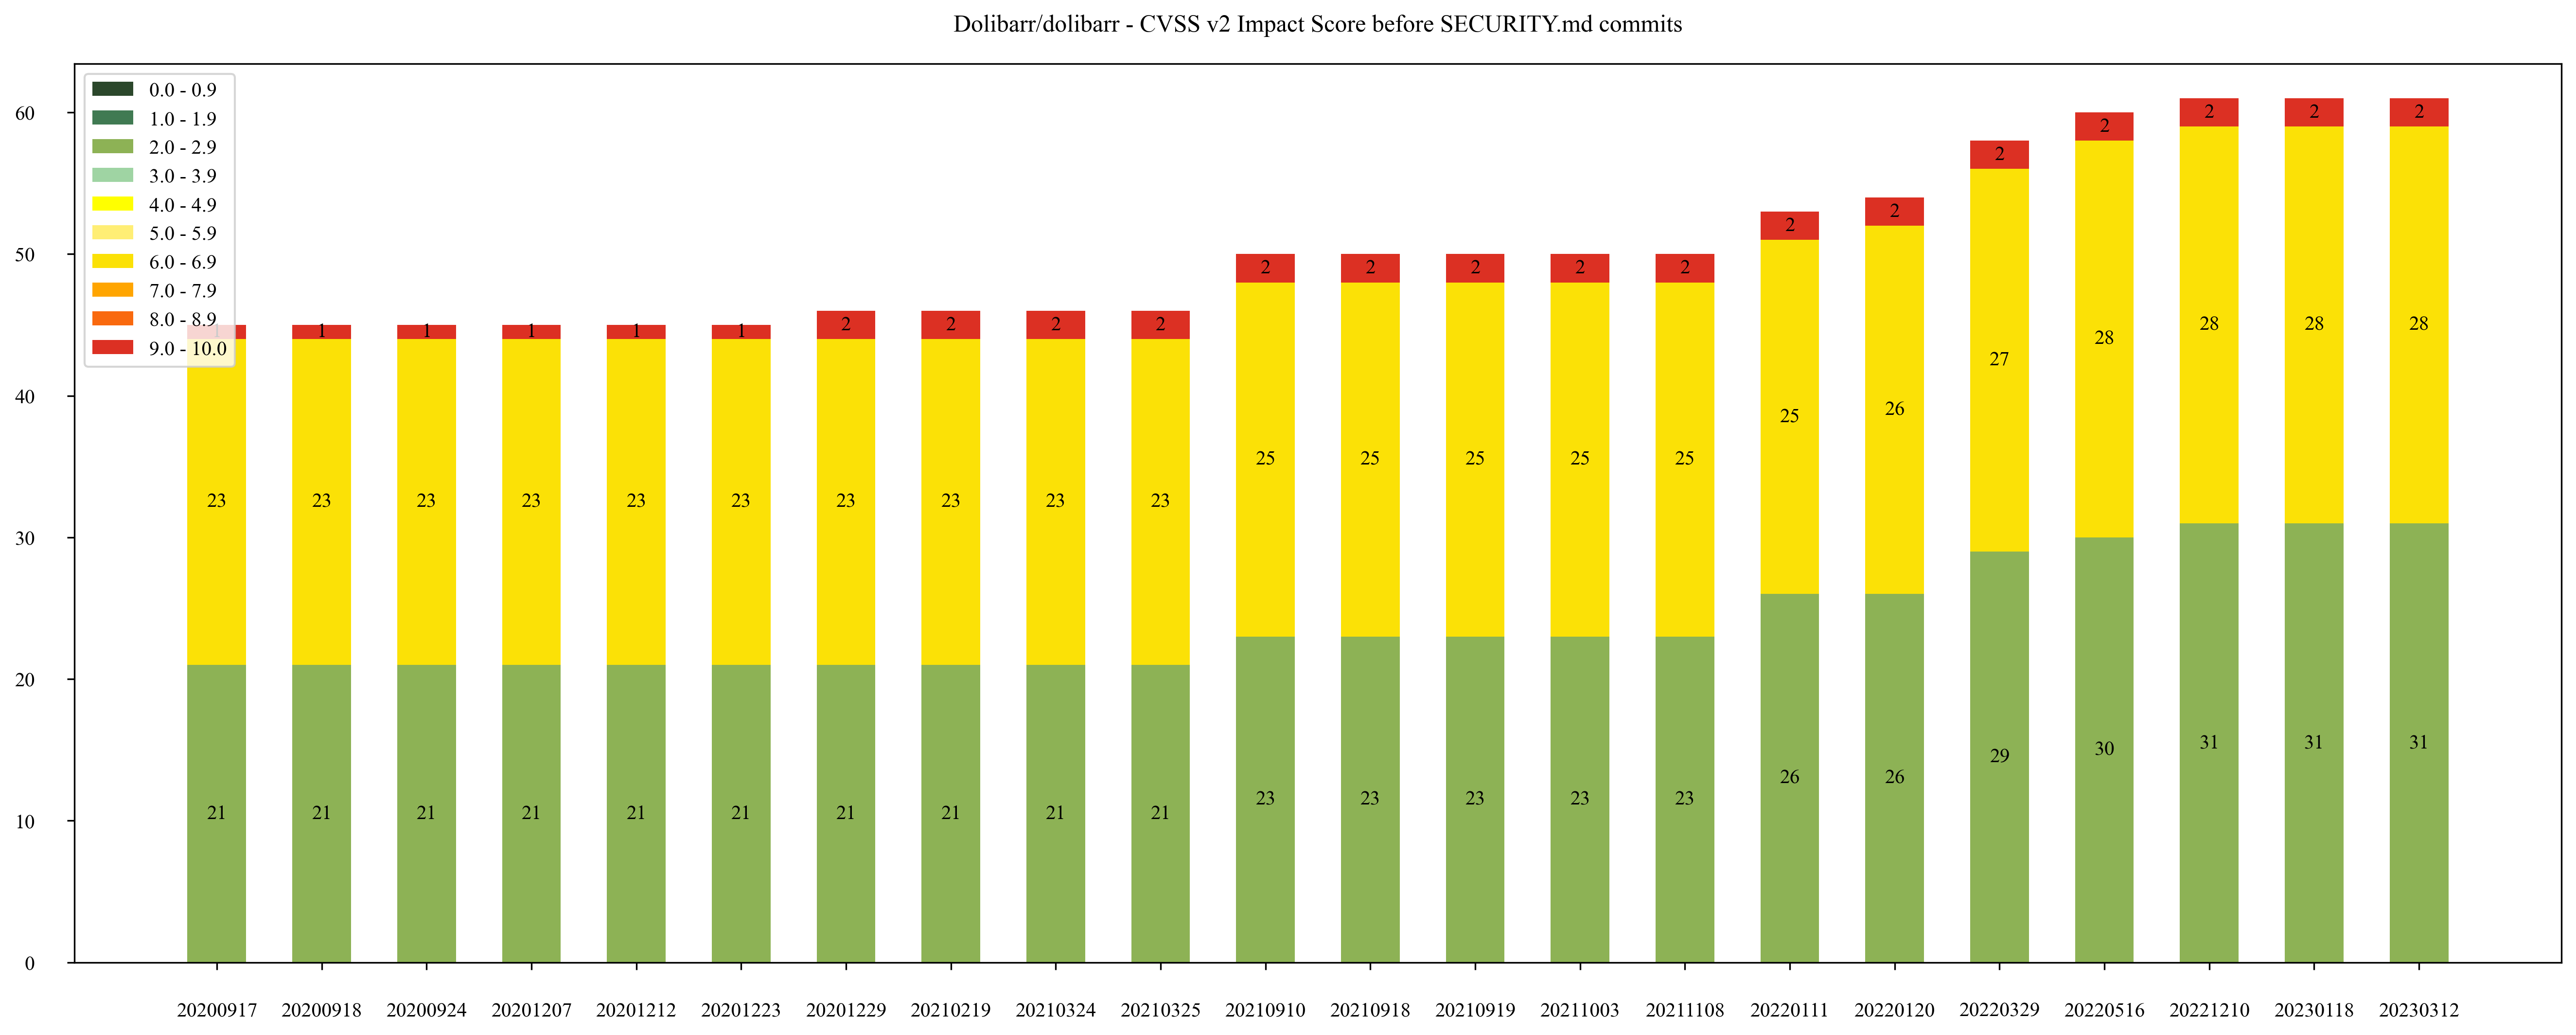 Dolibarr/dolibarr - CVSS v2 Impact Score before SECURITY.md commits
0.0 - 0.9
1.0 - 1.9
2.0 - 2.9
3.0 - 3.9
4.0 - 4.9
5.0 - 5.9
6.0 - 6.9
7.0 - 7.9
8.0 - 8.9
9.0 - 10.0
60
50
40
30
20
10
0
1 1 1 1 1 2 2 2 2 2 2 2 2 2 2 2 2 2 2 2 2
23 23 23 23 23 23 23 23 23 23 25 25 25 25 25 25 26 27 28 28 28 28
21 21 21 21 21 21 21 21 21 21 23 23 23 23 23 26 26 29 30 31 31 31
20200917 20200918 20200924 20201207 20201212 20201223 20201229 20210219 20210324 20210325 20210910 20210918 20210919 20211003 20211108 20220111 20220120 20220329 20220516 20221210 20230118 20230312